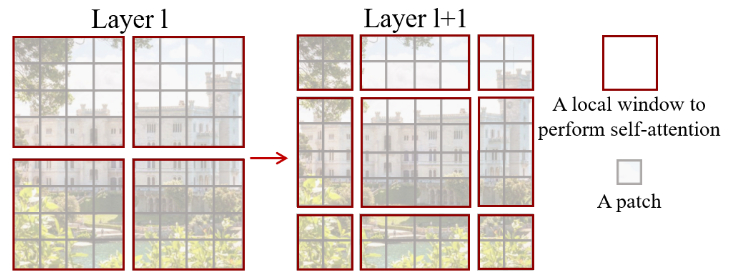 Layer l
Layer l+1
A local window to
perform self-attention
A patch